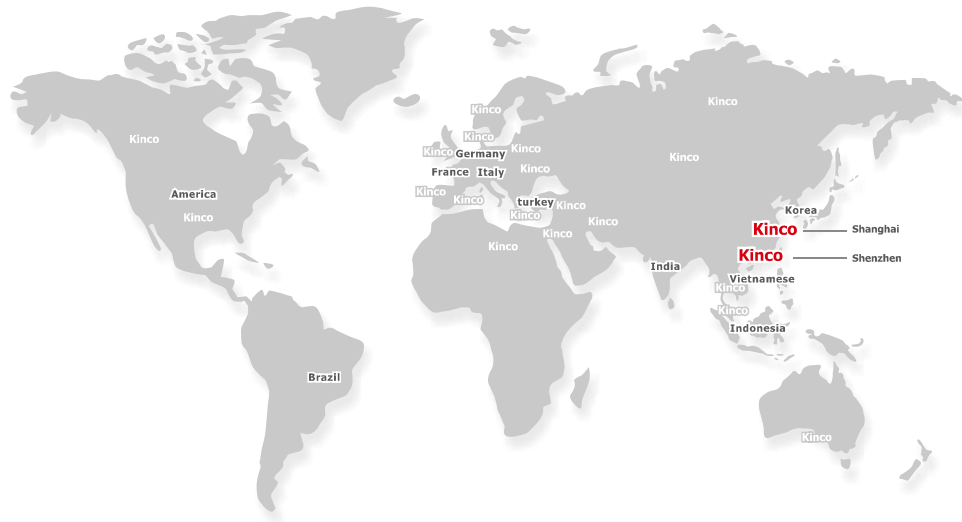 Kinco
Kinco
Kinco
Kinco
Kinco
Kinco
Germany
Kinco
Kinco
Kinco
France
Italy
America
Kinco
Kinco
turkey
Kinco
Korea
Kinco
Kinco
Kinco
Kinco
Shanghai
Kinco
Kinco
Kinco
Shenzhen
India
Vietnamese
Kinco
Kinco
Indonesia
Brazil
Kinco